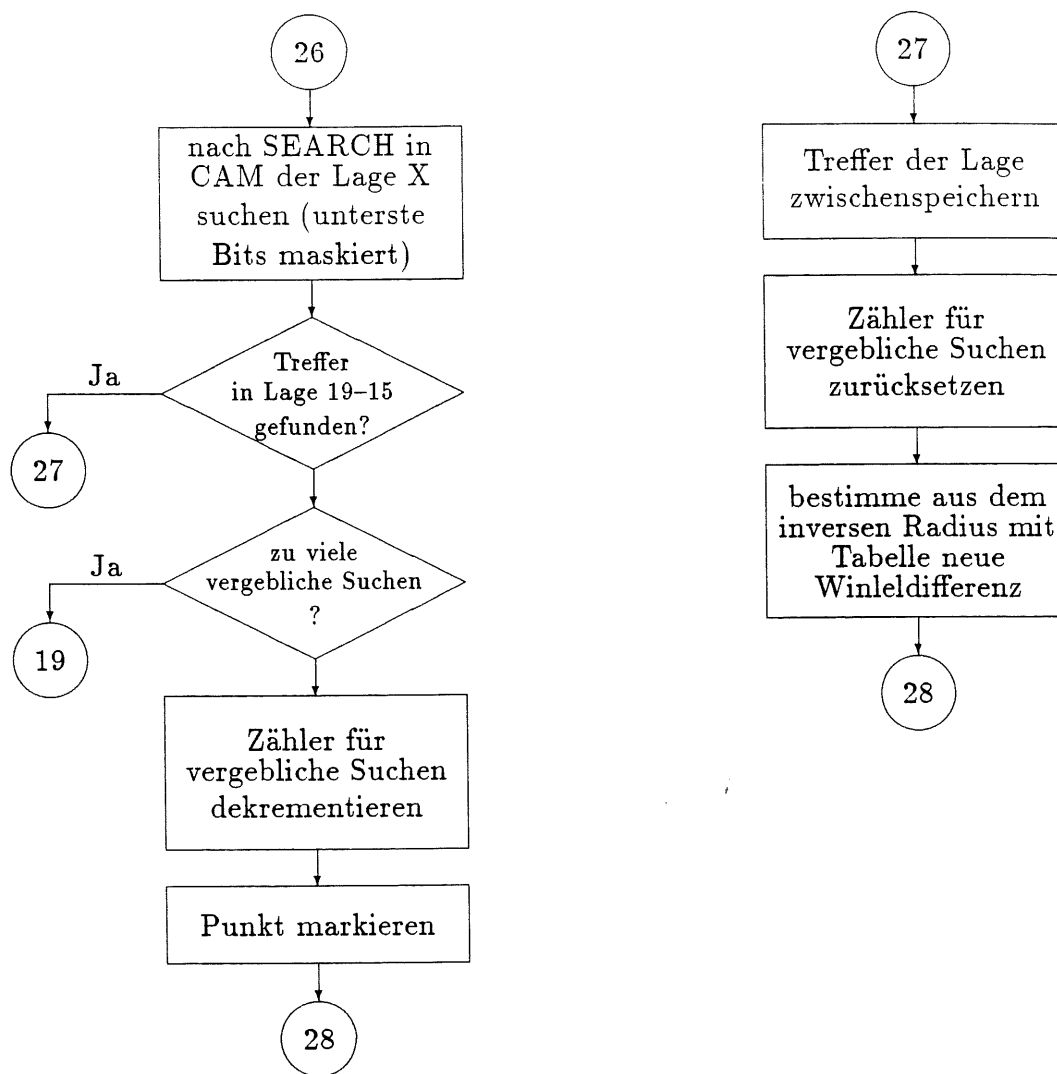 26
nach SEARCH in
CAM der Lage X
suchen (unterste
Bits maskiert)
Treffer
in Lage 19–15
gefunden?
Ja
27
zu viele
vergebliche Suchen
?
Ja
19
Zähler für
vergebliche Suchen
dekrementieren
Punkt markieren
28
27
Treffer der Lage
zwischenspeichern
Zähler für
vergebliche Suchen
zurücksetzen
bestimme aus dem
inversen Radius mit
Tabelle neue
Winleldifferenz
28